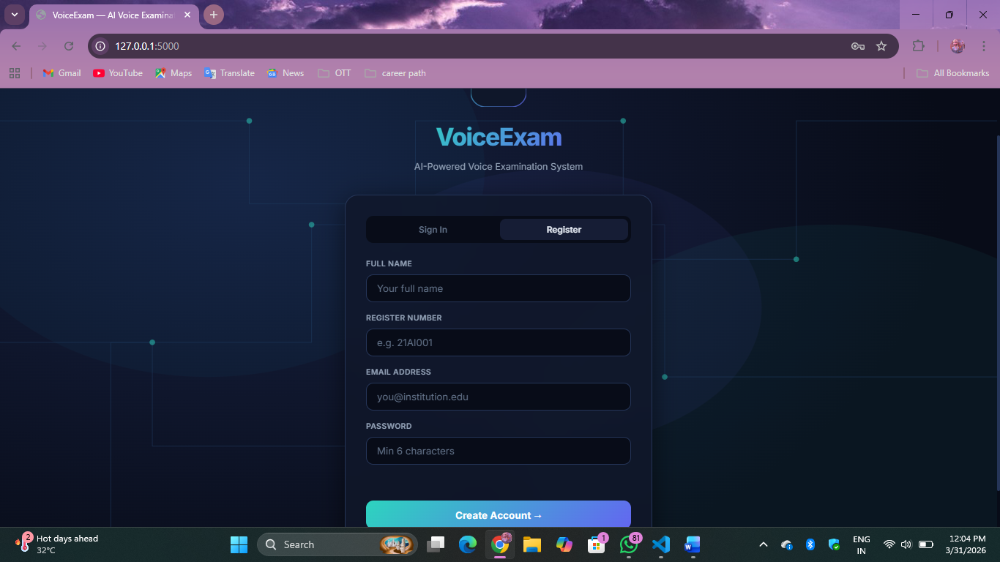 VoiceExam — AI Voice Examina
127.0.0.1:5000
Gmail
YouTube
Maps
Translate
News
OTT
career path
All Bookmarks
VoiceExam
AI-Powered Voice Examination System
Sign In
Register
FULL NAME
Your full name
REGISTER NUMBER
e.g. 21AI001
EMAIL ADDRESS
you@institution.edu
PASSWORD
Min 6 characters
Create Account →
2
Hot days ahead
32°C
Search
1
81
ENG
IN
12:04 PM
3/31/2026